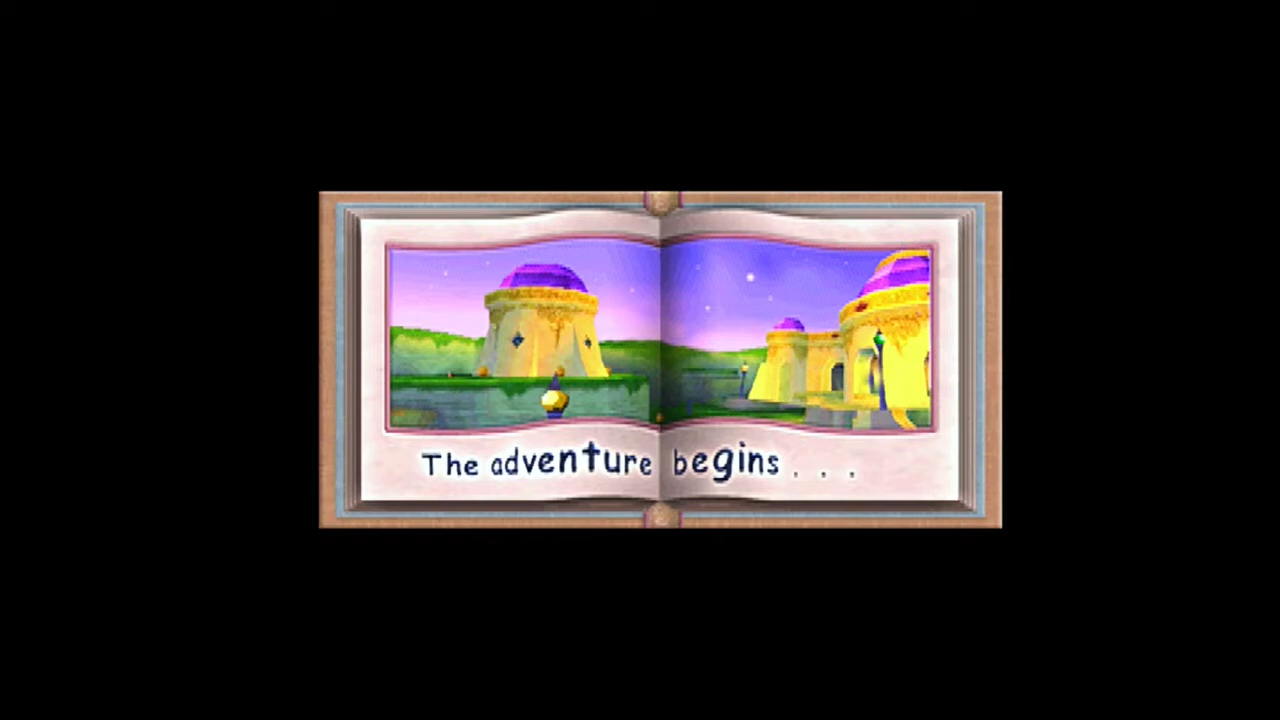 The adventure begins . . .